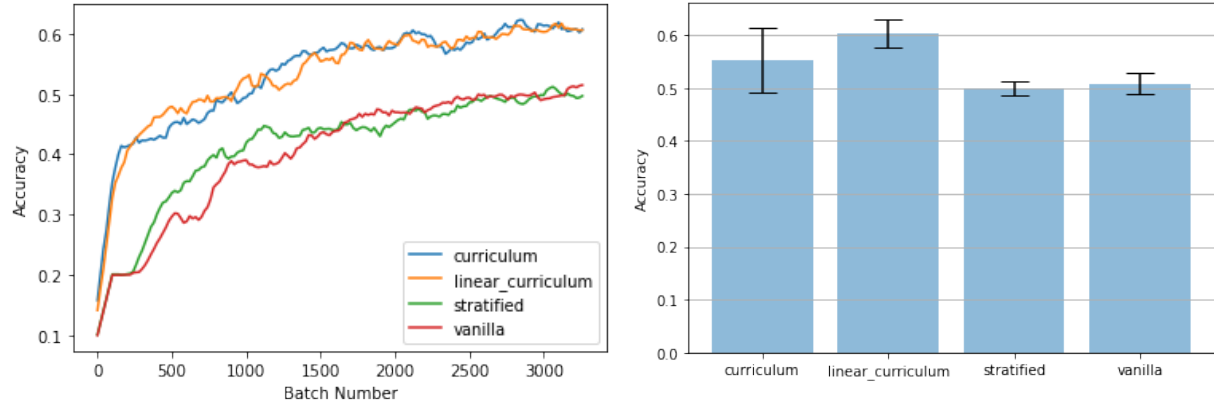 0.6
0.5
0.4
0.3
0.2
0.1
Accuracy
0 500 1000 1500 2000 2500 3000
Batch Number
curriculum
linear_curriculum
stratified
vanilla
0.6
0.5
0.4
0.3
0.2
0.1
0.0
Accuracy
curriculum linear_curriculum stratified vanilla